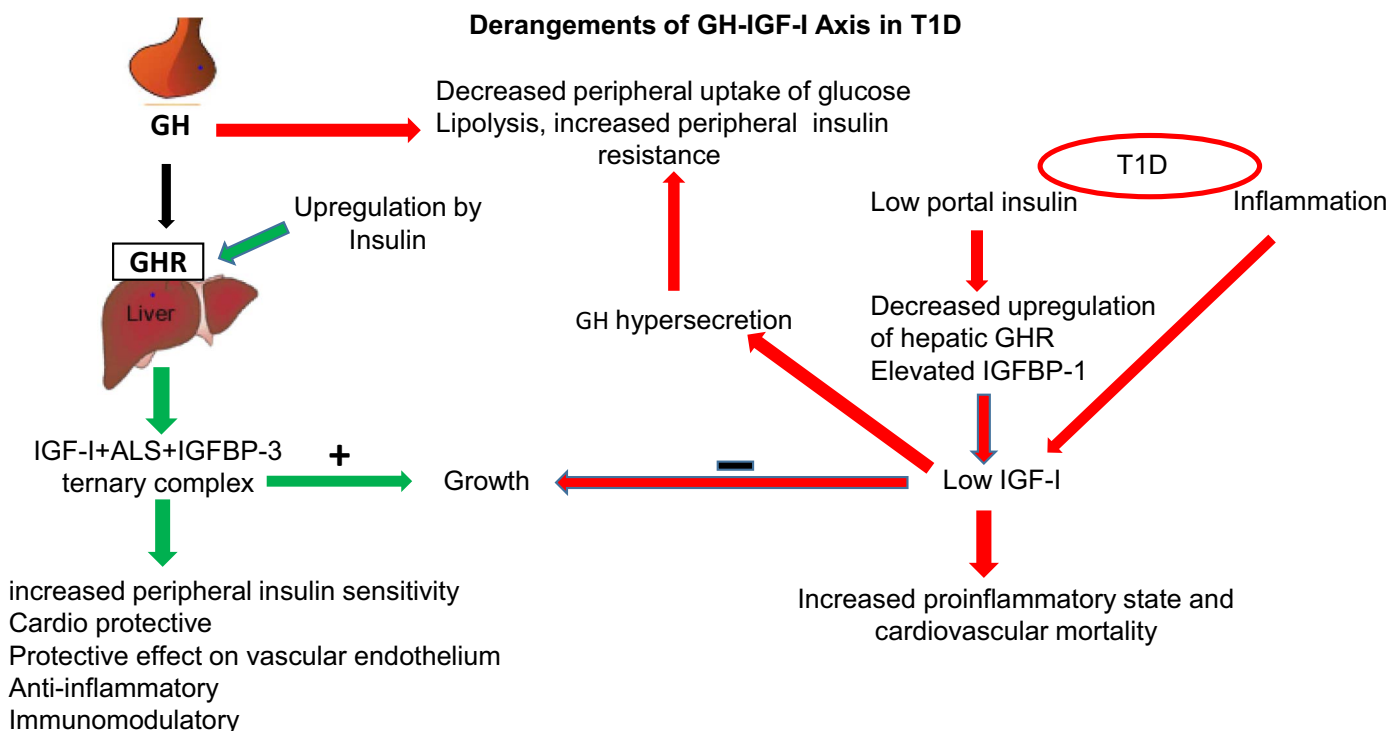 Derangements of GH-IGF-I Axis in T1D
GH
Decreased peripheral uptake of glucose
Lipolysis, increased peripheral insulin
resistance
Upregulation by
Insulin
GHR
Liver
IGF-I+ALS+IGFBP-3
ternary complex
+
Growth
increased peripheral insulin sensitivity
Cardio protective
Protective effect on vascular endothelium
Anti-inflammatory
Immunomodulatory
GH hypersecretion
T1D
Low portal insulin
Inflammation
Decreased upregulation
of hepatic GHR
Elevated IGFBP-1
Low IGF-I
Increased proinflammatory state and
cardiovascular mortality